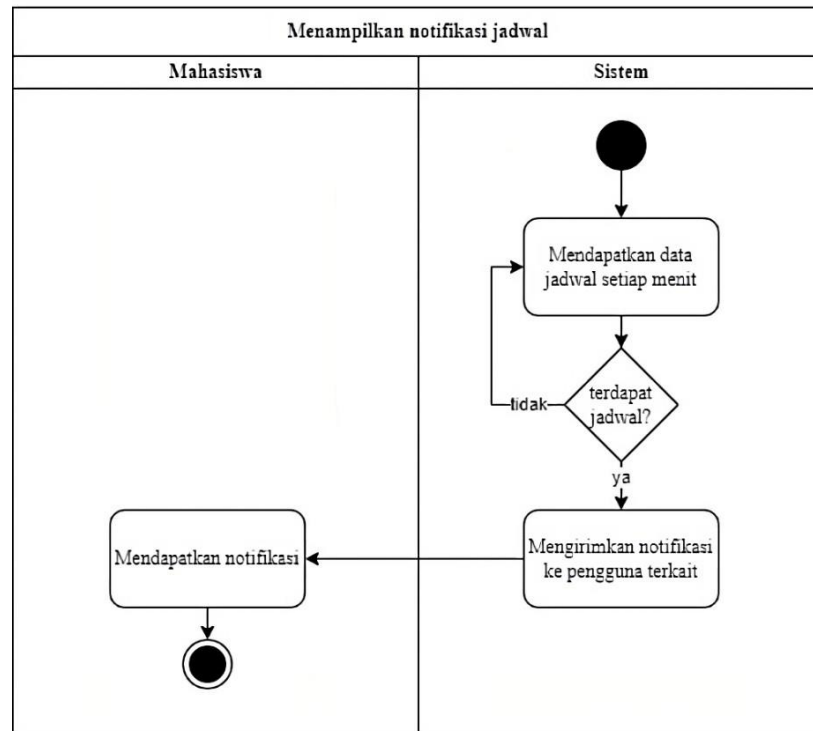 Menampilkan notifikasi jadwal
Mahasiswa
Sistem
Mendapatkan data
jadwal setiap menit
terdapat
jadwal?
tidak
ya
Mengirimkan notifikasi
ke pengguna terkait
Mendapatkan notifikasi